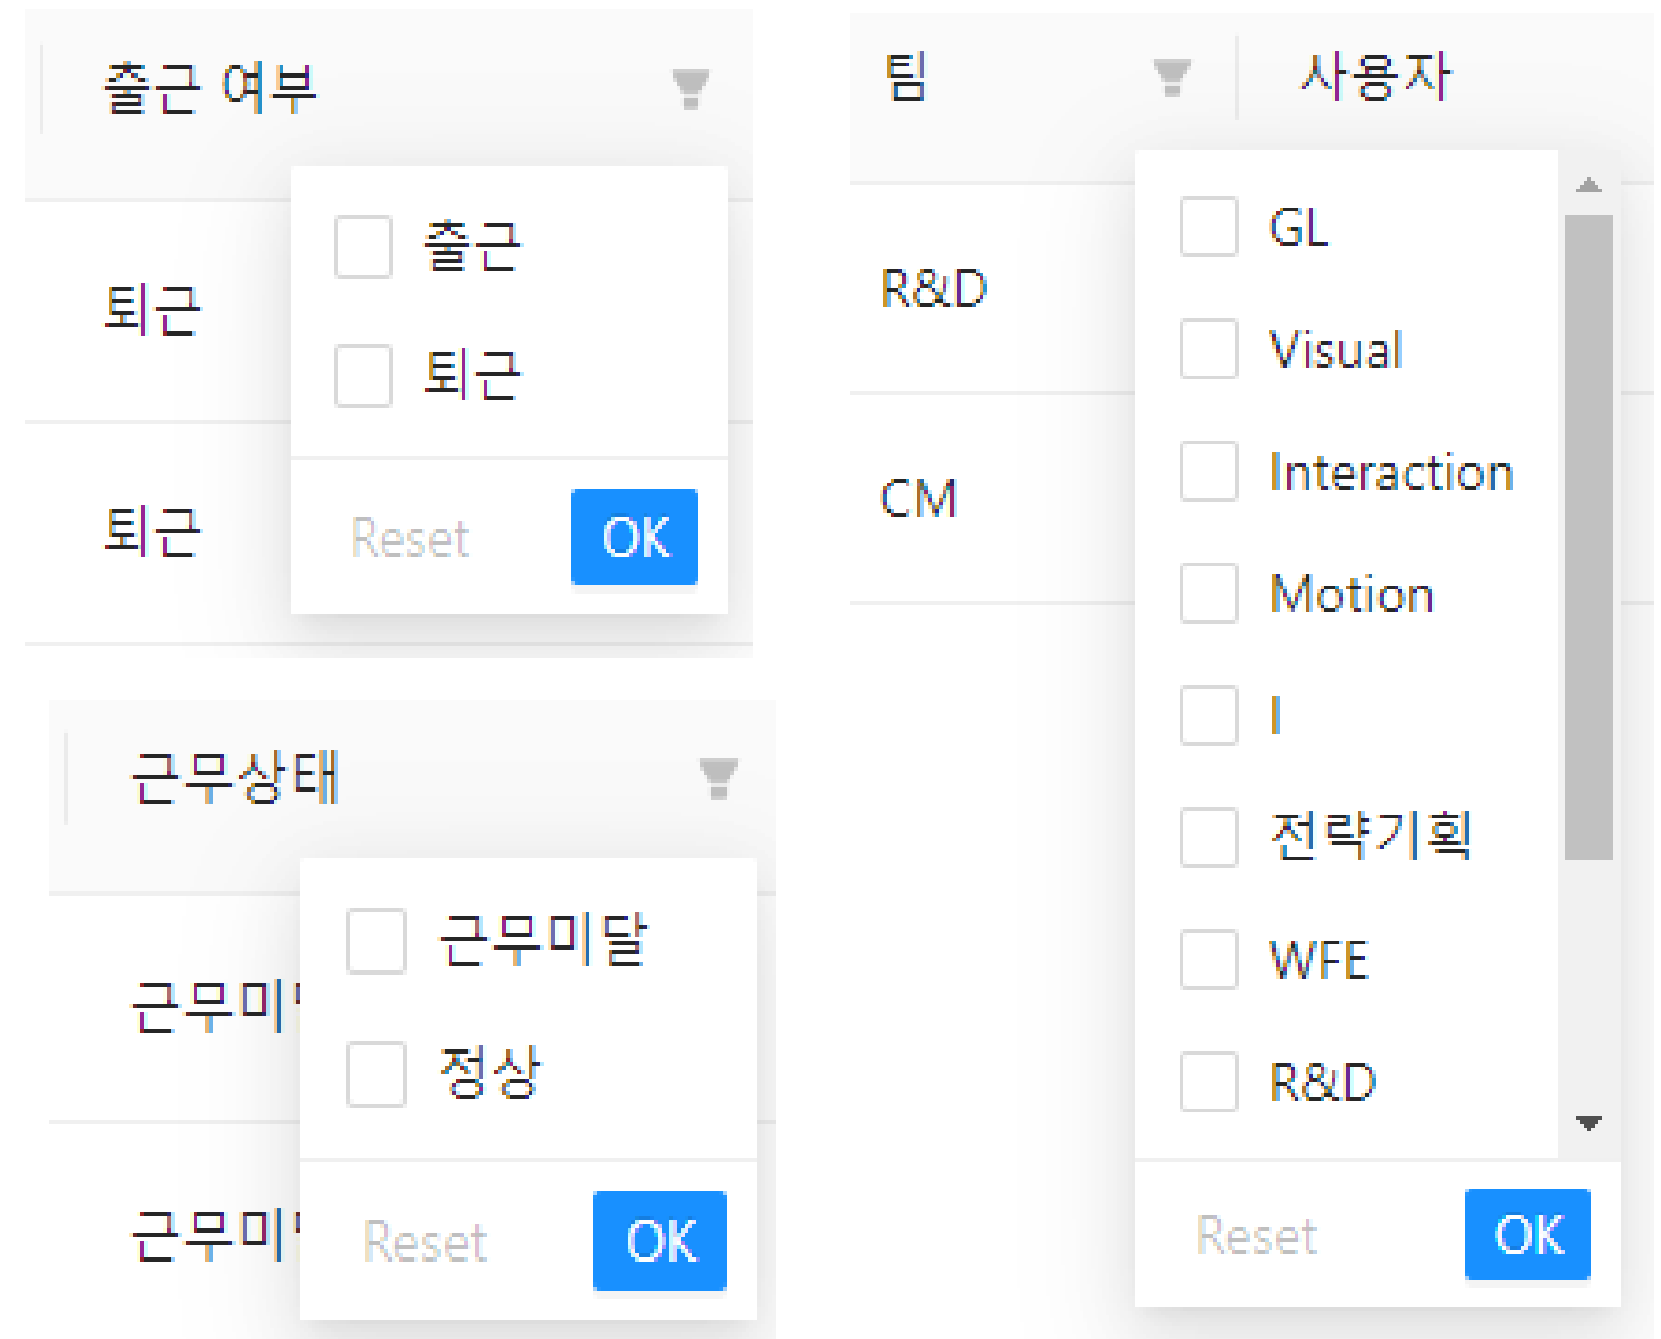 출근 여부
출근
퇴근
퇴근
퇴근
Reset OK
근무상태
근무미달
정상
근무미
근무미
Reset OK
팀 사용자
GL
R&D
Visual
Interaction
CM
Motion
I
전략기획
WFE
R&D
Reset OK